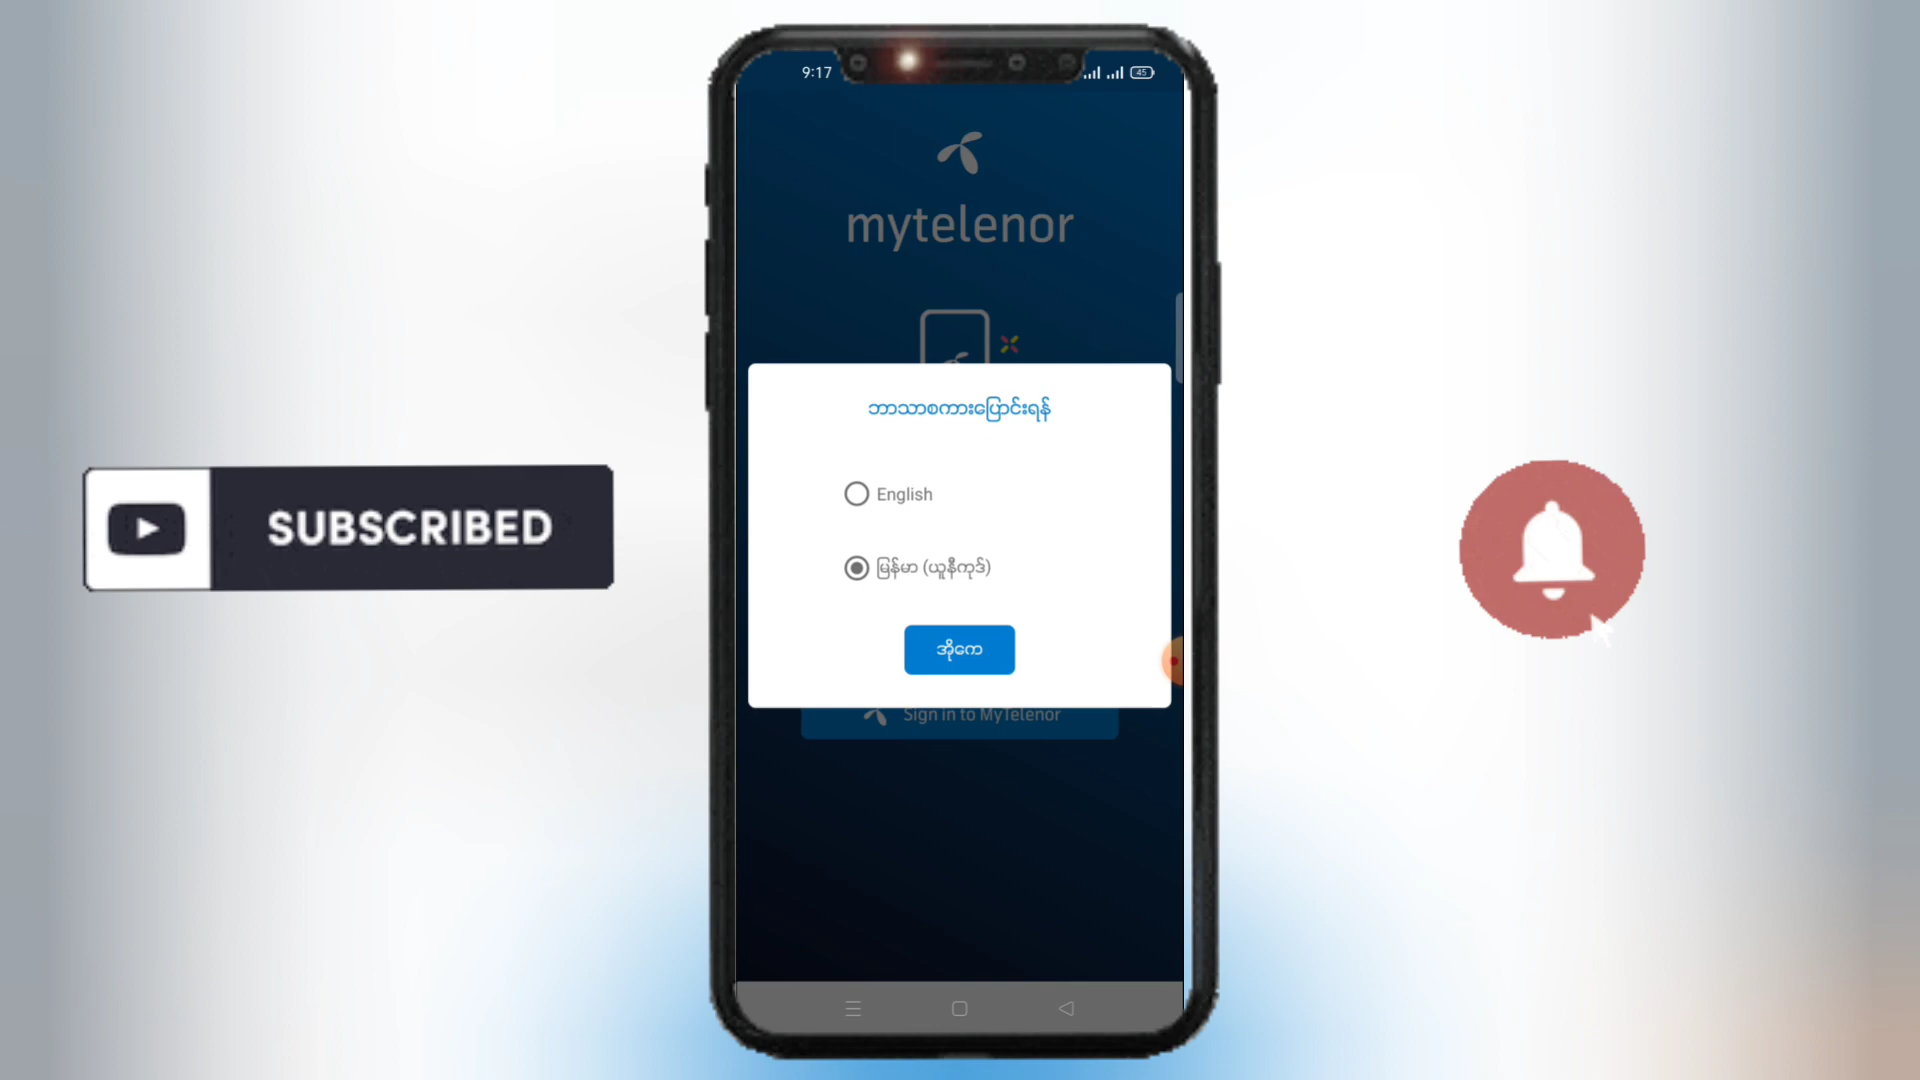 9:17
45
mytelenor
ဘာသာစကားပြောင်းရန်
English
SUBSCRIBED
မြန်မာ (ယူနီကုဒ်)
အိုကေ
Sign in to MyTelenor